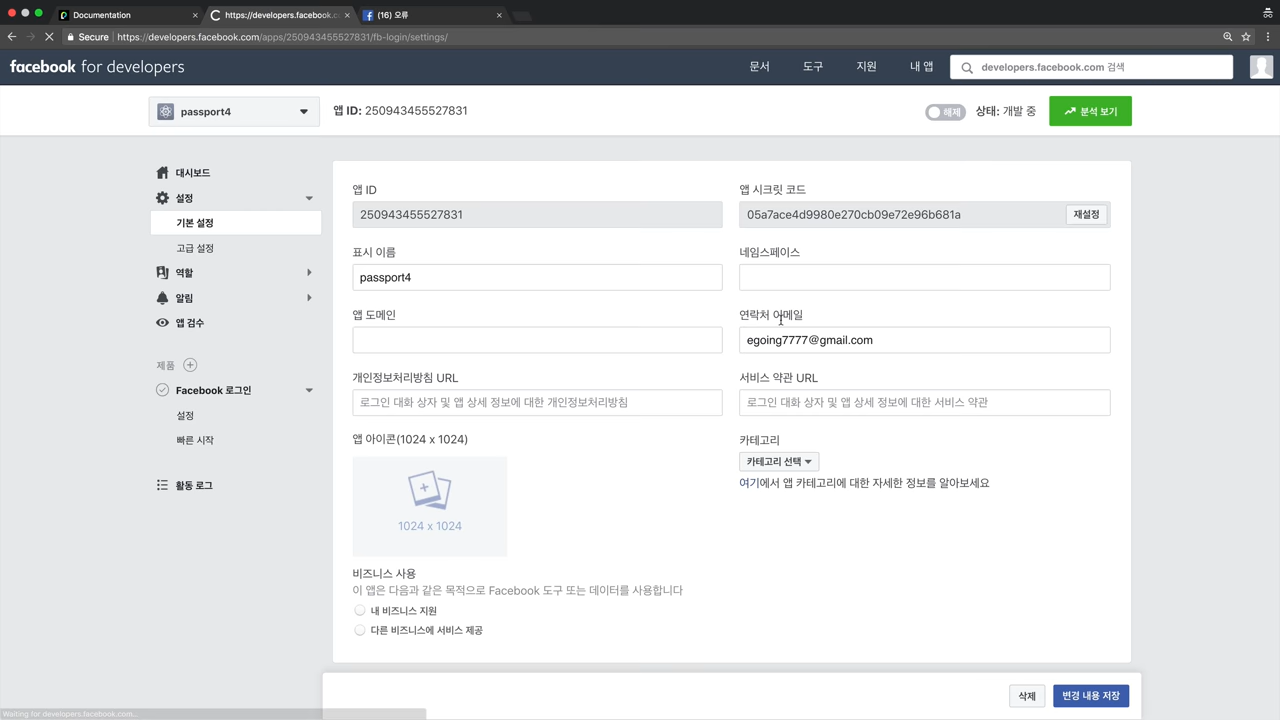 Documentation
https://developers.facebook.co...
(16) 오류
Secure
https://developers.facebook.com/apps/250943455527831/fb-login/settings/
facebook for developers
문서
도구
지원
내 앱
developers.facebook.com 검색
passport4
앱 ID: 250943455527831
해제
상태: 개발 중
분석 보기
대시보드
설정
기본 설정
고급 설정
역할
알림
앱 검수
제품
Facebook 로그인
설정
빠른 시작
활동 로그
앱 ID
250943455527831
앱 시크릿 코드
05a7ace4d9980e270cb09e72e96b681a
재설정
표시 이름
passport4
네임스페이스
앱 도메인
연락처 이메일
egoing7777@gmail.com
개인정보처리방침 URL
로그인 대화 상자 및 앱 상세 정보에 대한 개인정보처리방침
서비스 약관 URL
로그인 대화 상자 및 앱 상세 정보에 대한 서비스 약관
앱 아이콘(1024 x 1024)
1024 x 1024
카테고리
카테고리 선택
여기에서 앱 카테고리에 대한 자세한 정보를 알아보세요
비즈니스 사용
이 앱은 다음과 같은 목적으로 Facebook 도구 또는 데이터를 사용합니다
내 비즈니스 지원
다른 비즈니스에 서비스 제공
삭제
변경 내용 저장
Waiting for developers.facebook.com...